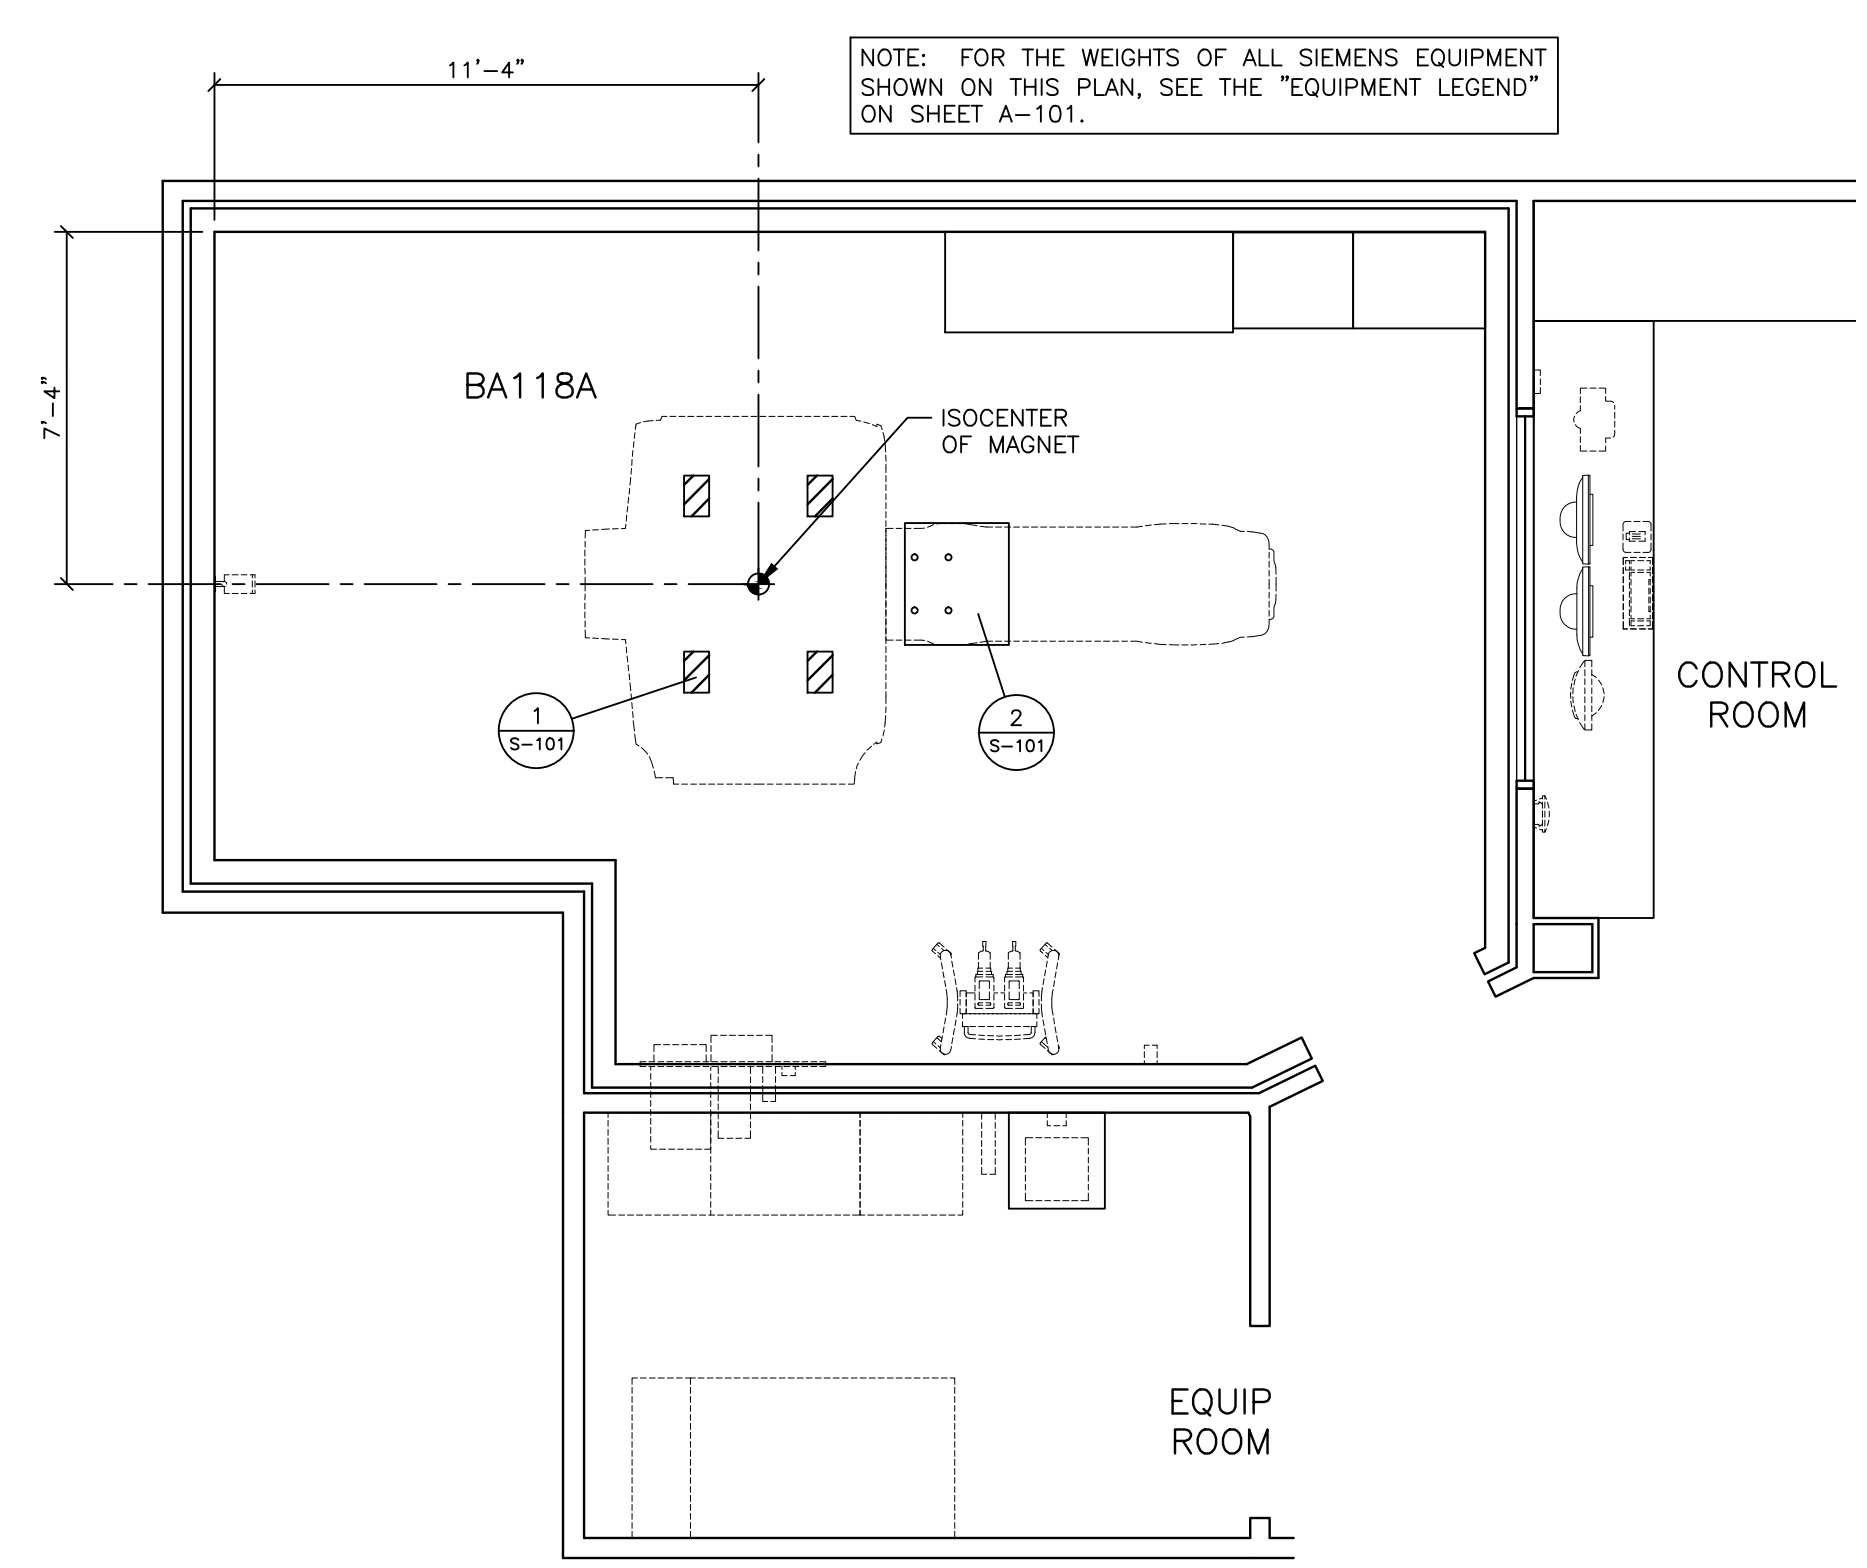 11'-4"
NOTE: FOR THE WEIGHTS OF ALL SIEMENS EQUIPMENT
SHOWN ON THIS PLAN, SEE THE "EQUIPMENT LEGEND"
ON SHEET A-101.
7'-4"
BA118A
ISOCENTER
OF MAGNET
1
S-101
2
S-101
CONTROL
ROOM
EQUIP
ROOM